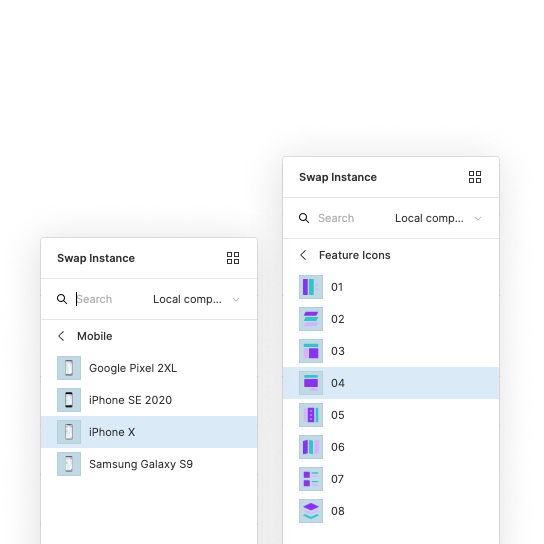 Swap Instance
Search
Local comp...
Mobile
Google Pixel 2XL
iPhone SE 2020
iPhone X
Samsung Galaxy S9
Swap Instance
Search
Local comp...
Feature Icons
01
02
03
04
05
06
07
08